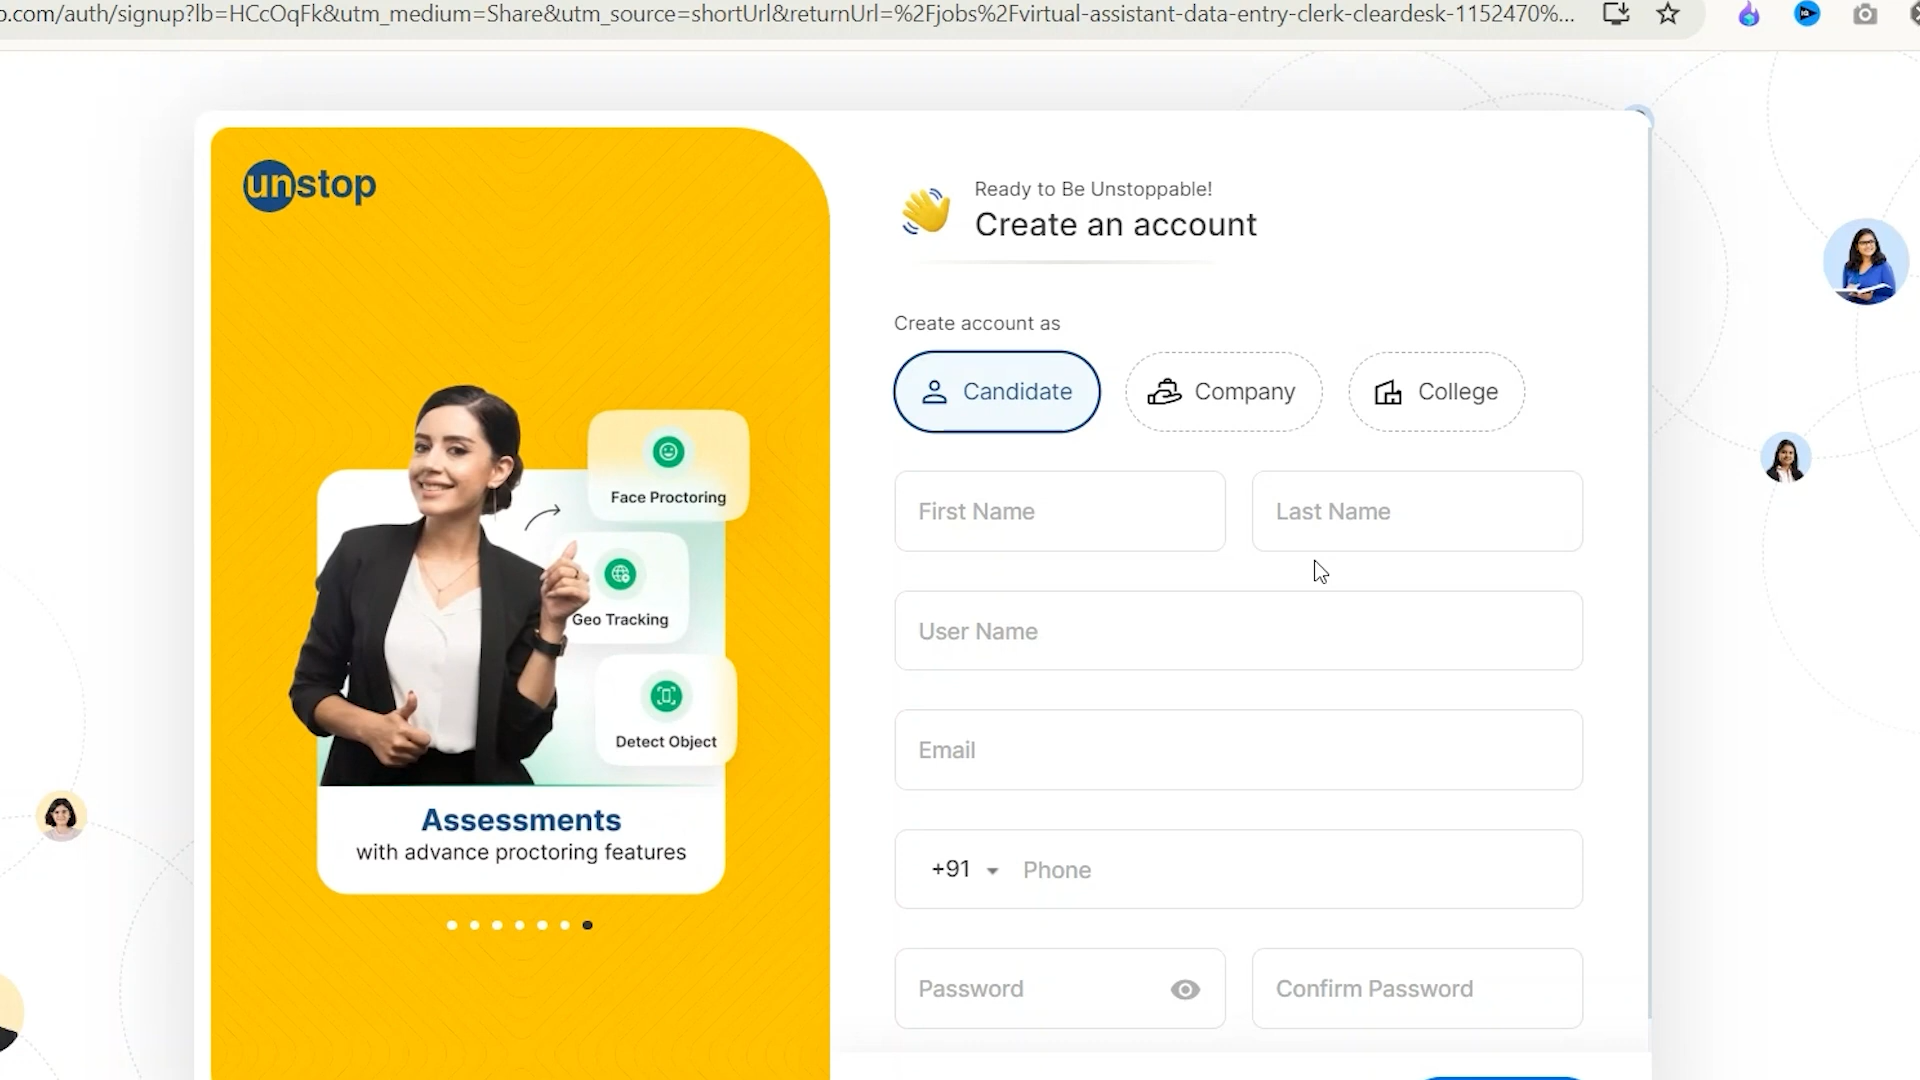 o.com/auth/signup?lb=HCcOqFk&utm_medium=Share&utm_source=shortUrl&returnUrl=%2Fjobs%2Fvirtual-assistant-data-entry-clerk-cleardesk-1152470%...
unstop
Ready to Be Unstoppable!
Create an account
Create account as
Candidate
Company
College
First Name
Last Name
User Name
Email
+91
Phone
Password
Confirm Password
Face Proctoring
Geo Tracking
Detect Object
Assessments
with advance proctoring features